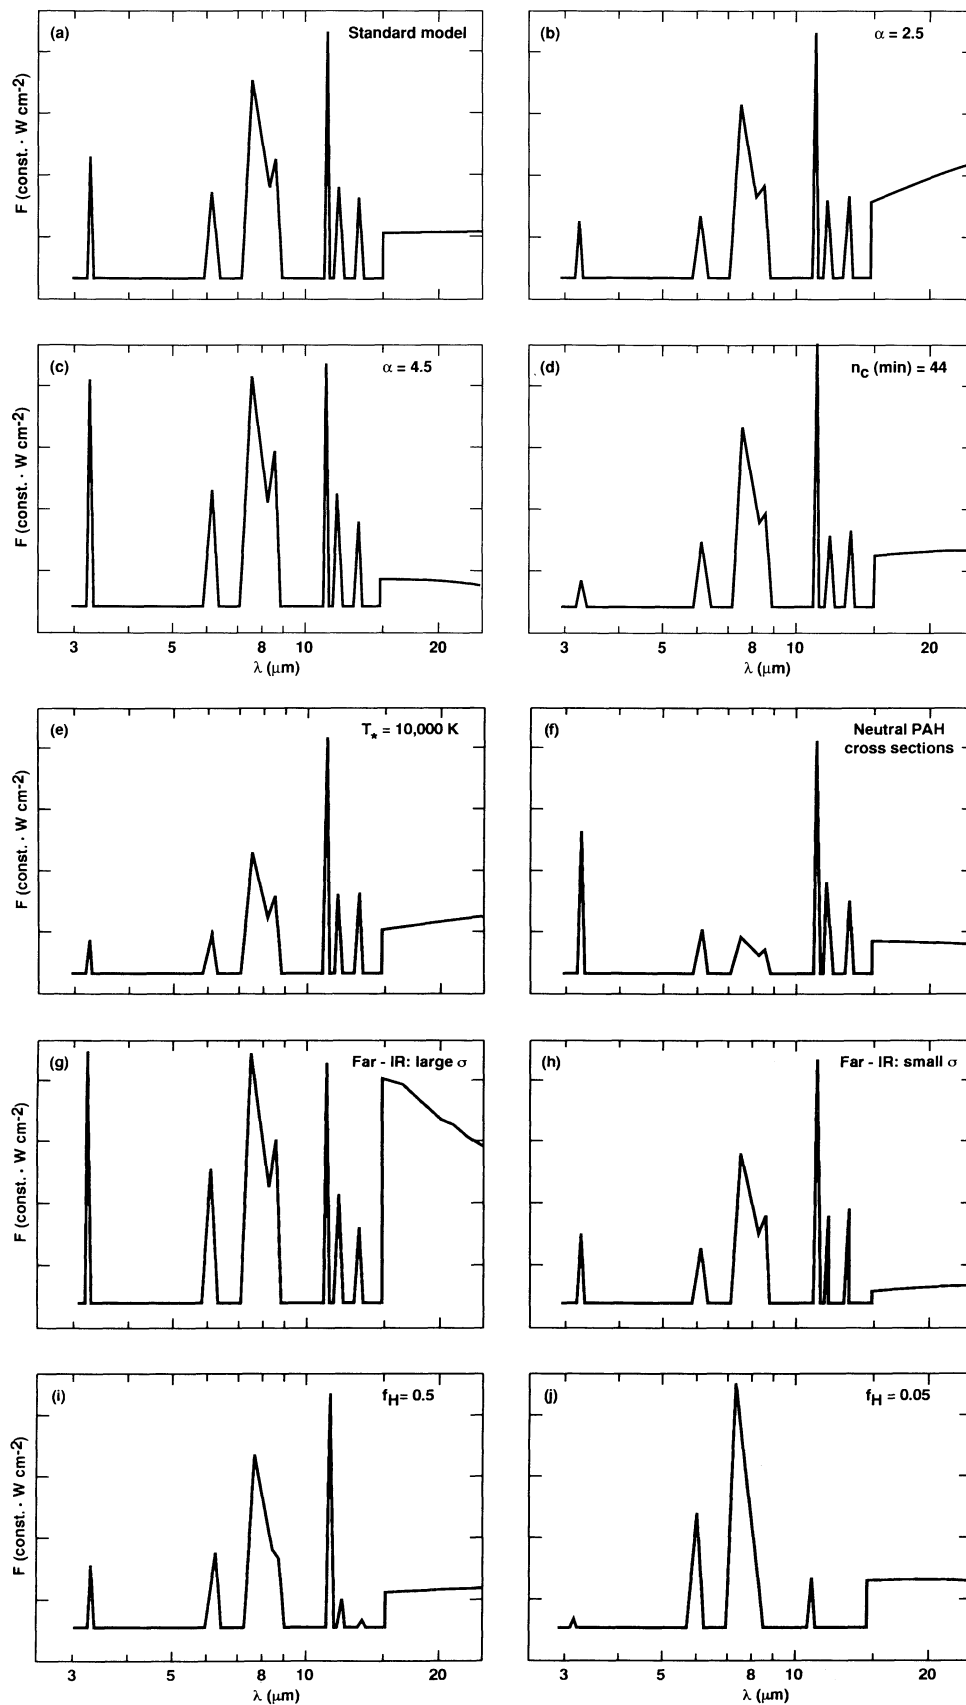 (a) Standard model
(b) α = 2.5
F (const. · W cm-2)
(c) α = 4.5
(d) nC (min) = 44
F (const. · W cm-2)
3 5 8 10 20
3 5 8 10 20
λ (μm)
λ (μm)
(e) T* = 10,000 K
(f) Neutral PAH
cross sections
F (const. · W cm-2)
(g) Far - IR: large σ
(h) Far - IR: small σ
F (const. · W cm-2)
(i) fH= 0.5
(j) fH = 0.05
F (const. · W cm-2)
3 5 8 10 20
3 5 8 10 20
λ (μm)
λ (μm)